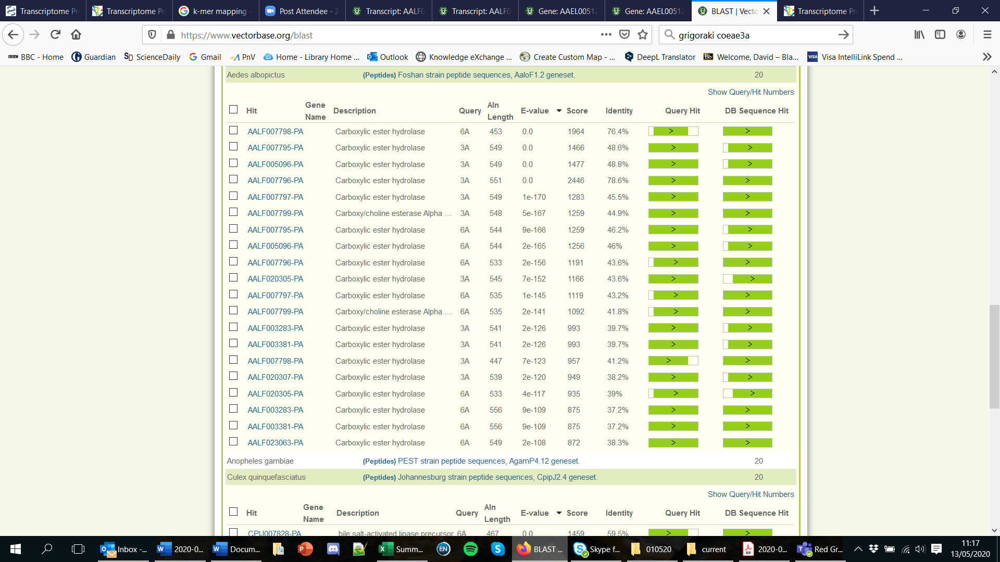 Transcriptome Pr
Transcriptome Pr
k-mer mapping -
Post Attendee - Z
Transcript: AALF0
Transcript: AALF0
Gene: AAEL00512
Gene: AAEL00512
BLAST | Vecto
Transcriptome Pr
https://www.vectorbase.org/blast
grigoraki coeae3a
BBC - Home
Guardian
ScienceDaily
Gmail
PnV
Home - Library Home ...
Outlook
Knowledge eXchange ...
Create Custom Map - ...
DeepL Translator
Welcome, David – Bla...
Visa IntelliLink Spend ...
Aedes albopictus (Peptides) Foshan strain peptide sequences, AaloF1.2 geneset. 20
Show Query/Hit Numbers
Hit Gene Name Description Query Aln Length E-value Score Identity Query Hit DB Sequence Hit
AALF007798-PA Carboxylic ester hydrolase 6A 453 0.0 1964 76.4% > >
AALF007795-PA Carboxylic ester hydrolase 3A 549 0.0 1466 48.6% > >
AALF005096-PA Carboxylic ester hydrolase 3A 549 0.0 1477 48.8% > >
AALF007796-PA Carboxylic ester hydrolase 3A 551 0.0 2446 78.6% > >
AALF007797-PA Carboxylic ester hydrolase 3A 549 1e-170 1283 45.5% > >
AALF007799-PA Carboxy/choline esterase Alpha ... 3A 548 5e-167 1259 44.9% > >
AALF007795-PA Carboxylic ester hydrolase 6A 544 9e-166 1259 46.2% > >
AALF005096-PA Carboxylic ester hydrolase 6A 544 2e-165 1256 46% > >
AALF007796-PA Carboxylic ester hydrolase 6A 533 2e-156 1191 43.6% > >
AALF020305-PA Carboxylic ester hydrolase 3A 545 7e-152 1166 43.6% > >
AALF007797-PA Carboxylic ester hydrolase 6A 535 1e-145 1119 43.2% > >
AALF007799-PA Carboxy/choline esterase Alpha ... 6A 535 2e-141 1092 41.8% > >
AALF003283-PA Carboxylic ester hydrolase 3A 541 2e-126 993 39.7% > >
AALF003381-PA Carboxylic ester hydrolase 3A 541 2e-126 993 39.7% > >
AALF007798-PA Carboxylic ester hydrolase 3A 447 7e-123 957 41.2% > >
AALF020307-PA Carboxylic ester hydrolase 3A 539 2e-120 949 38.2% > >
AALF020305-PA Carboxylic ester hydrolase 6A 533 4e-117 935 39% > >
AALF003283-PA Carboxylic ester hydrolase 6A 556 9e-109 875 37.2% > >
AALF003381-PA Carboxylic ester hydrolase 6A 556 9e-109 875 37.2% > >
AALF023063-PA Carboxylic ester hydrolase 6A 549 2e-108 872 38.3% > >
Anopheles gambiae (Peptides) PEST strain peptide sequences, AgamP4.12 geneset. 20
Culex quinquefasciatus (Peptides) Johannesburg strain peptide sequences, CpipJ2.4 geneset. 20
Show Query/Hit Numbers
Hit Gene Name Description Query Aln Length E-value Score Identity Query Hit DB Sequence Hit
CPIJ007828-PA bile salt-activated lipase precursor 6A 467 0.0 1459 59.5% > >
Inbox -...
2020-0...
Docum...
Summ...
EN
BLAST ...
Skype f...
010520
current
2020-0...
Red Gr...
11:17
13/05/2020